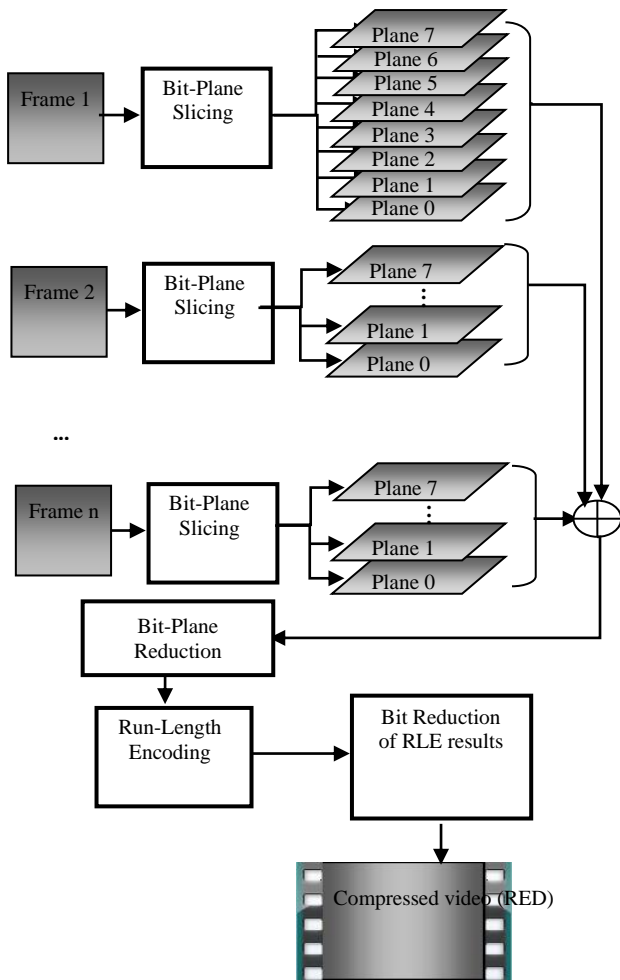 Frame 1
Bit-Plane
Slicing
Plane 7
Plane 6
Plane 5
Plane 4
Plane 3
Plane 2
Plane 1
Plane 0
Frame 2
Bit-Plane
Slicing
Plane 7
Plane 1
Plane 0
...
Frame n
Bit-Plane
Slicing
Plane 7
Plane 1
Plane 0
Bit-Plane
Reduction
Run-Length
Encoding
Bit Reduction
of RLE results
Compressed video (RED)